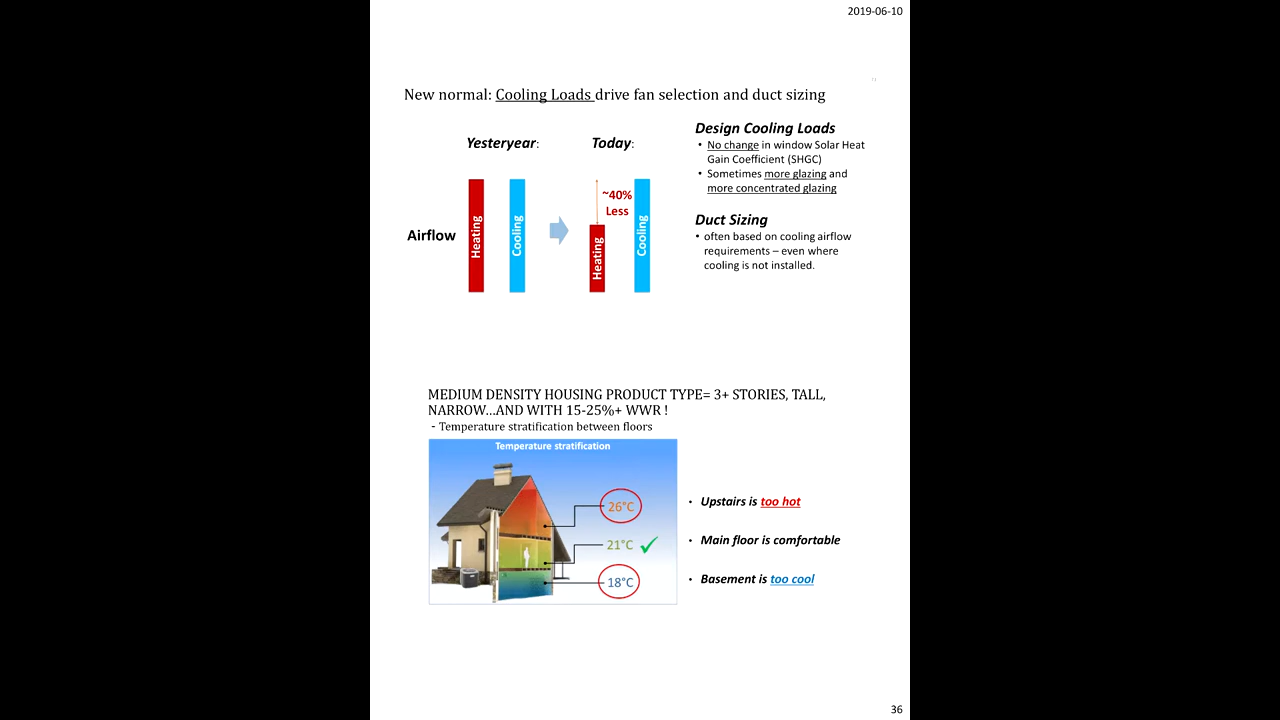 2019-06-10
New normal: Cooling Loads drive fan selection and duct sizing
Yesteryear:
Today:
Airflow
Heating
Cooling
~40%
Less
Heating
Cooling
Design Cooling Loads
• No change in window Solar Heat
Gain Coefficient (SHGC)
• Sometimes more glazing and
more concentrated glazing
Duct Sizing
• often based on cooling airflow
requirements – even where
cooling is not installed.
MEDIUM DENSITY HOUSING PRODUCT TYPE= 3+ STORIES, TALL,
NARROW…AND WITH 15-25%+ WWR !
- Temperature stratification between floors
Temperature stratification
26°C
21°C
18°C
• Upstairs is too hot
• Main floor is comfortable
• Basement is too cool
36